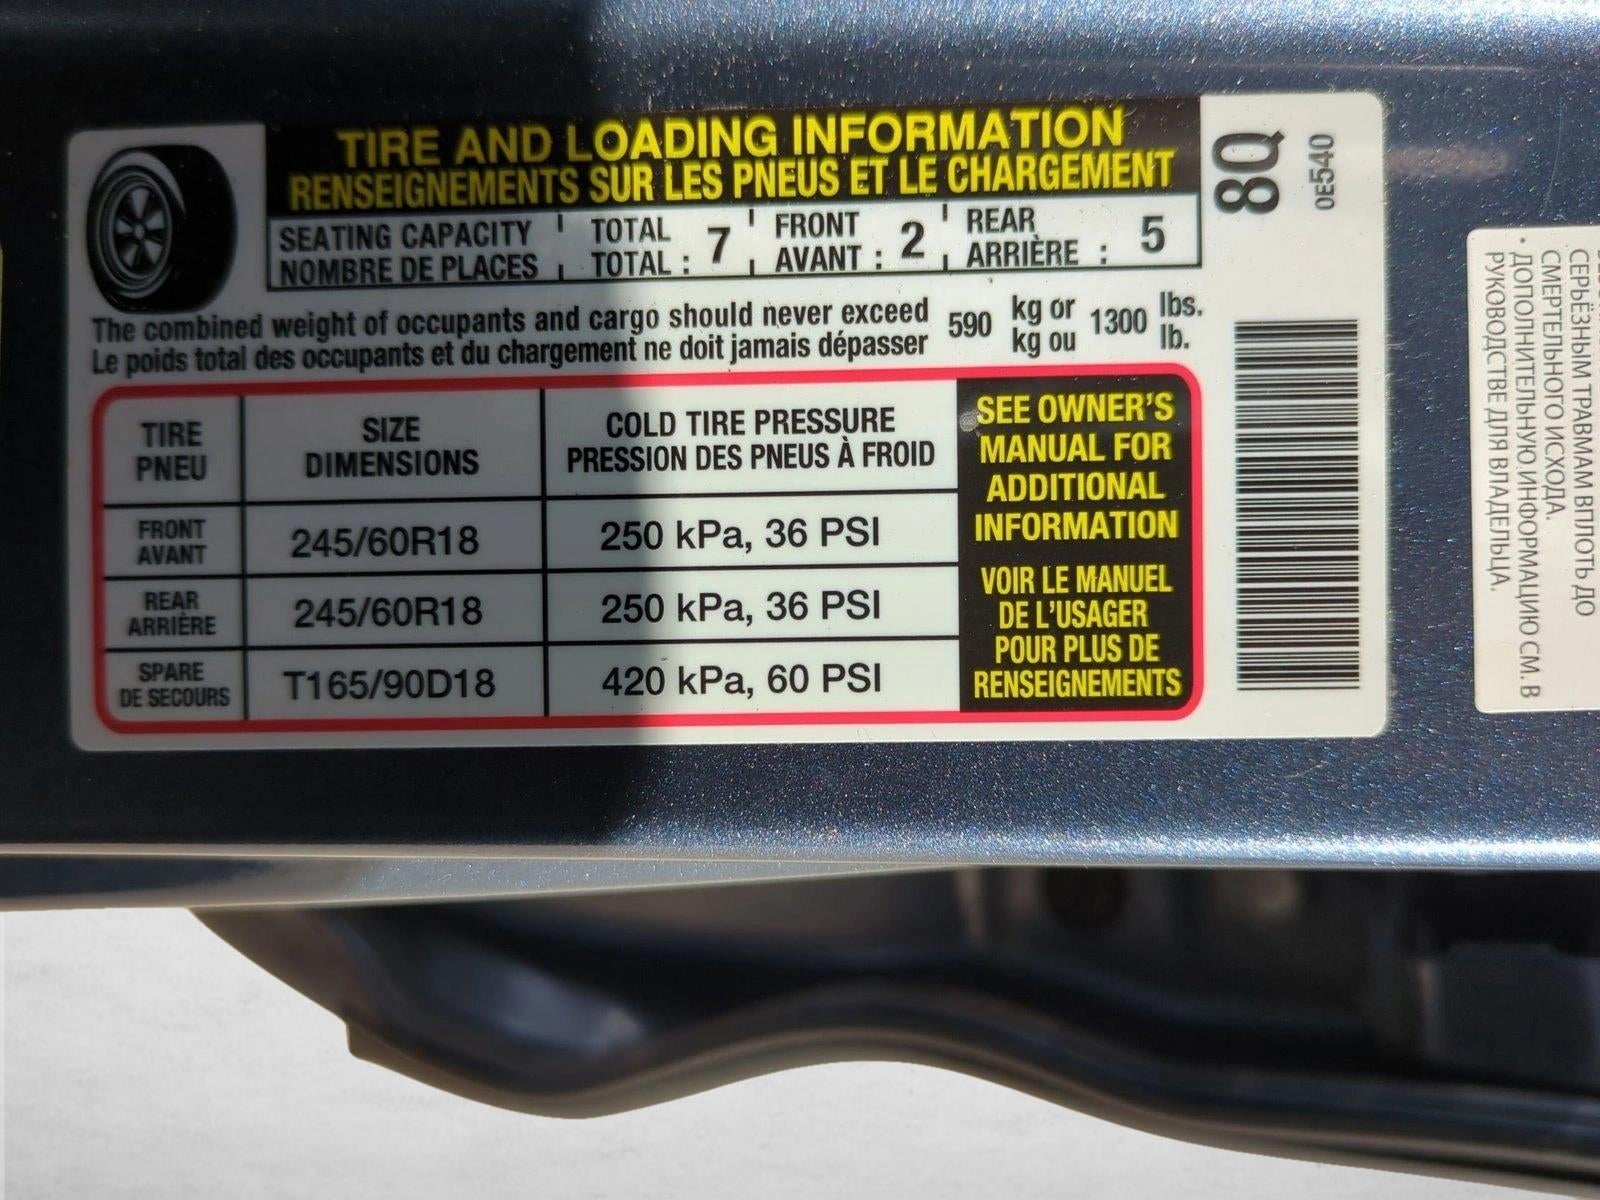 TIRE AND LOADING INFORMATION
RENSEIGNEMENTS SUR LES PNEUS ET LE CHARGEMENT
SEATING CAPACITY TOTAL FRONT REAR
NOMBRE DE PLACES TOTAL : 7 AVANT : 2 ARRIÈRE : 5
The combined weight of occupants and cargo should never exceed 590 kg or 1300 lbs.
Le poids total des occupants et du chargement ne doit jamais dépasser kg ou lb.
TIRE
PNEU
SIZE
DIMENSIONS
COLD TIRE PRESSURE
PRESSION DES PNEUS À FROID
FRONT
AVANT
245/60R18
250 kPa, 36 PSI
REAR
ARRIÈRE
245/60R18
250 kPa, 36 PSI
SPARE
DE SECOURS
T165/90D18
420 kPa, 60 PSI
SEE OWNER'S
MANUAL FOR
ADDITIONAL
INFORMATION
VOIR LE MANUEL
DE L'USAGER
POUR PLUS DE
RENSEIGNEMENTS
8Q
0E540
СЕРЬЁЗНЫМ ТРАВМАМ ВПЛОТЬ ДО
СМЕРТЕЛЬНОГО ИСХОДА.
· ДОПОЛНИТЕЛЬНУЮ ИНФОРМАЦИЮ СМ. В
РУКОВОДСТВЕ ДЛЯ ВЛАДЕЛЬЦА.